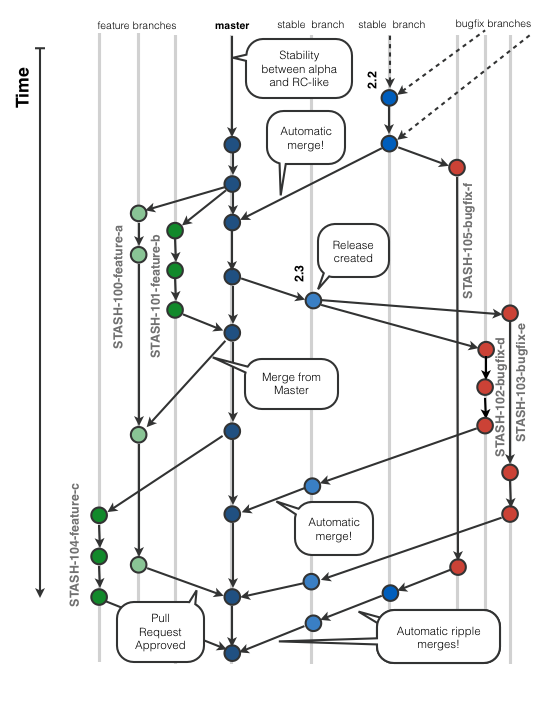 feature branches
master
stable branch
stable branch
bugfix branches
Time
Stability
between alpha
and RC-like
2.2
Automatic
merge!
STASH-105-bugfix-f
STASH-100-feature-a
STASH-101-feature-b
Release
created
2.3
STASH-102-bugfix-d
STASH-103-bugfix-e
Merge from
Master
STASH-104-feature-c
Automatic
merge!
Pull
Request
Approved
Automatic ripple
merges!